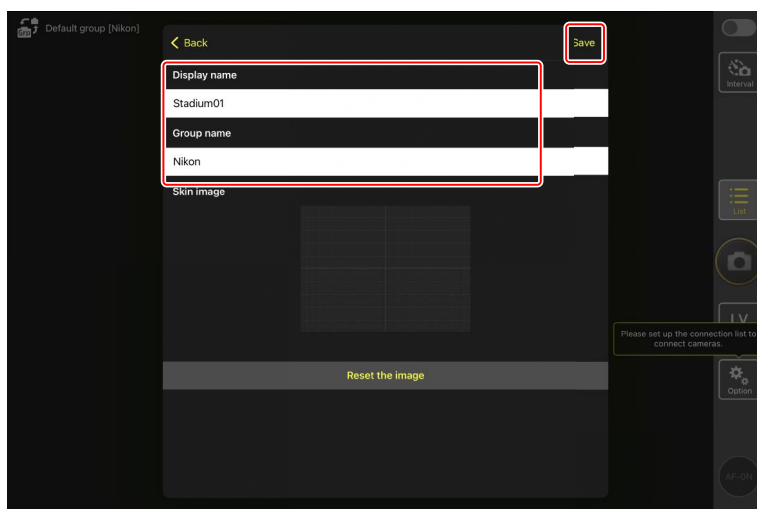 Grp
Default group [Nikon]
Back
Save
Display name
Stadium01
Group name
Nikon
Skin image
Reset the image
Interval
List
LV
Please set up the connection list to
connect cameras.
Option
AF-ON